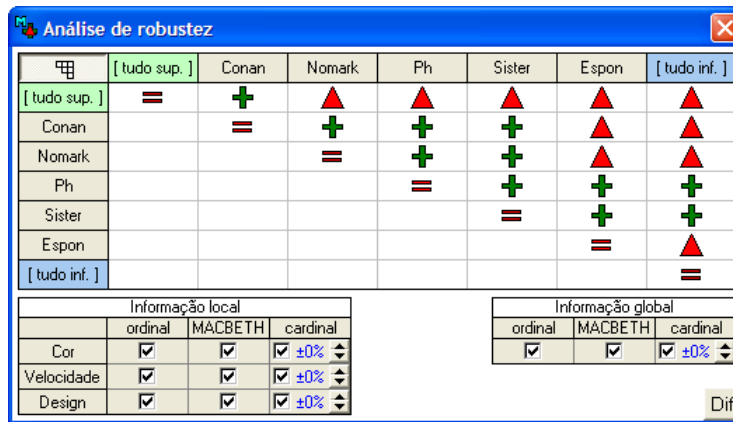 Análise de robustez
[ tudo sup. ] Conan Nomark Ph Sister Espon [ tudo inf. ]
[ tudo sup. ]
Conan
Nomark
Ph
Sister
Espon
[ tudo inf. ]
Informação local
ordinal MACBETH cardinal
Cor ±0%
Velocidade ±0%
Design ±0%
Informação global
ordinal MACBETH cardinal
±0%
Dif